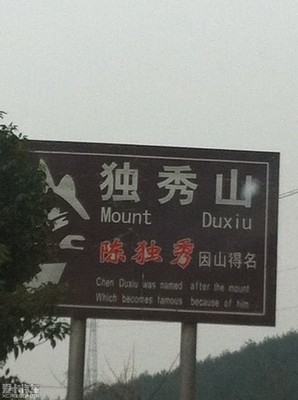 独秀山
Mount Duxiu
陈独秀因山得名
Chen Duxiu was named after the mount
Which becomes famous because of him